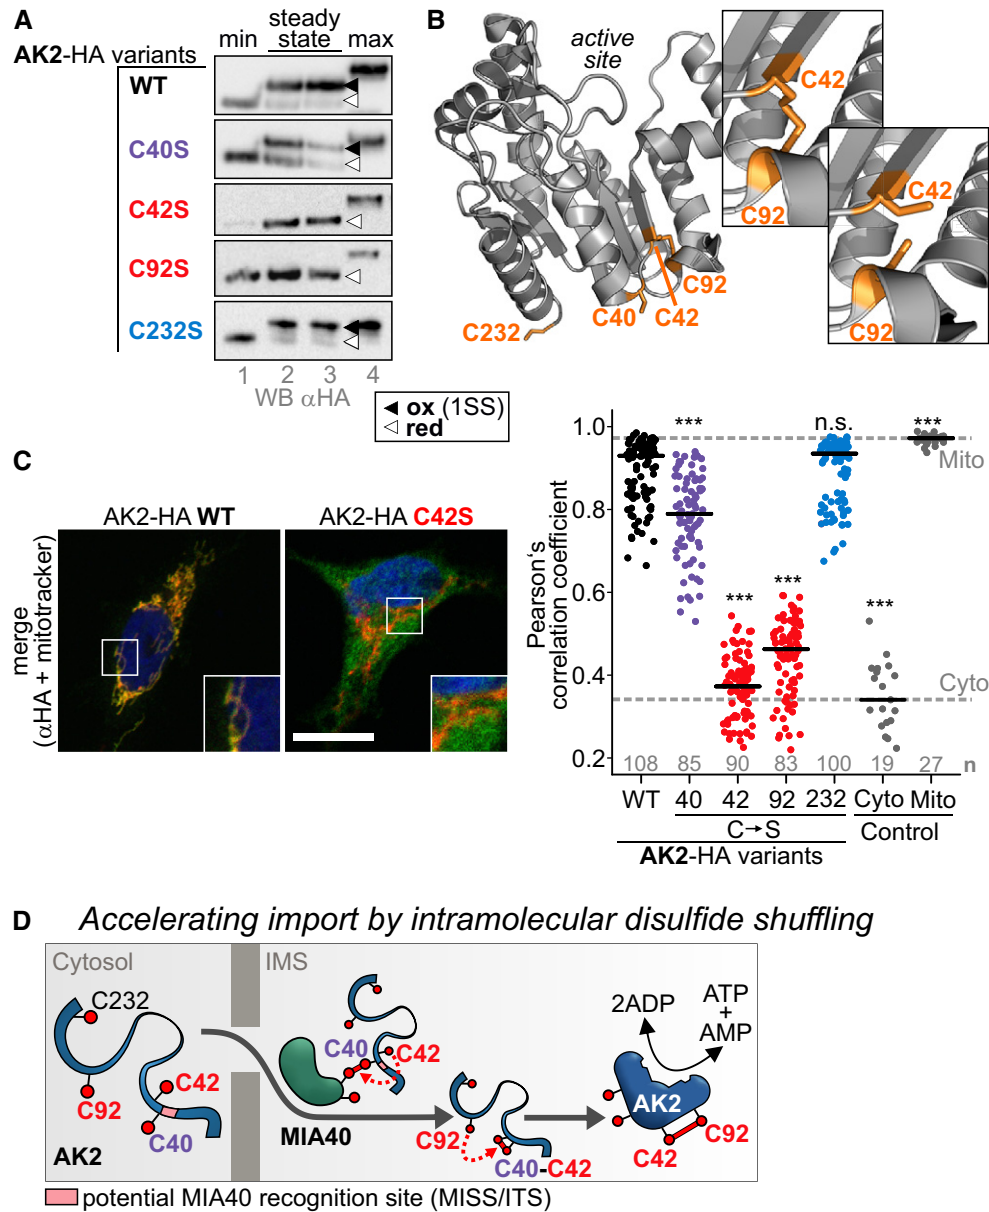 A
AK2-HA variants
min
steady
state
max
WT
C40S
C42S
C92S
C232S
1 2 3 4
WB αHA
ox (1SS)
red
B
active
site
C232
C40
C42
C92
C42
C92
C42
C92
C
AK2-HA WT
AK2-HA C42S
merge
(αHA + mitotracker)
Pearson‘s
correlation coefficient
1.0
0.8
0.6
0.4
0.2
***
***
***
n.s.
***
***
Mito
Cyto
108 85 90 83 100 19 27 n
WT 40 42 92 232 Cyto Mito
C→S
Control
AK2-HA variants
D
Accelerating import by intramolecular disulfide shuffling
Cytosol
IMS
C232
C92
C42
C40
AK2
C40
C42
MIA40
C92
C40-C42
2ADP
ATP
+
AMP
AK2
C42
C92
potential MIA40 recognition site (MISS/ITS)